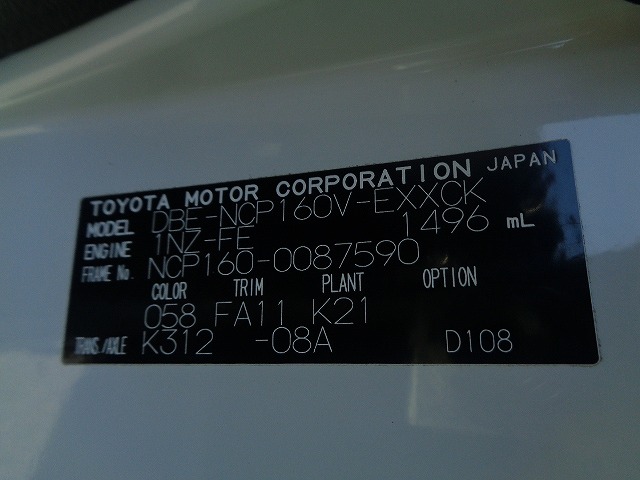 TOYOTA MOTOR CORPORATION JAPAN
MODEL DBE-NCP160V-EXXCK
ENGINE 1NZ-FE 1496 mL
FRAME No. NCP160-0087590
COLOR TRIM PLANT OPTION
058 FA11 K21
TRANS./AXLE K312 -08A D108